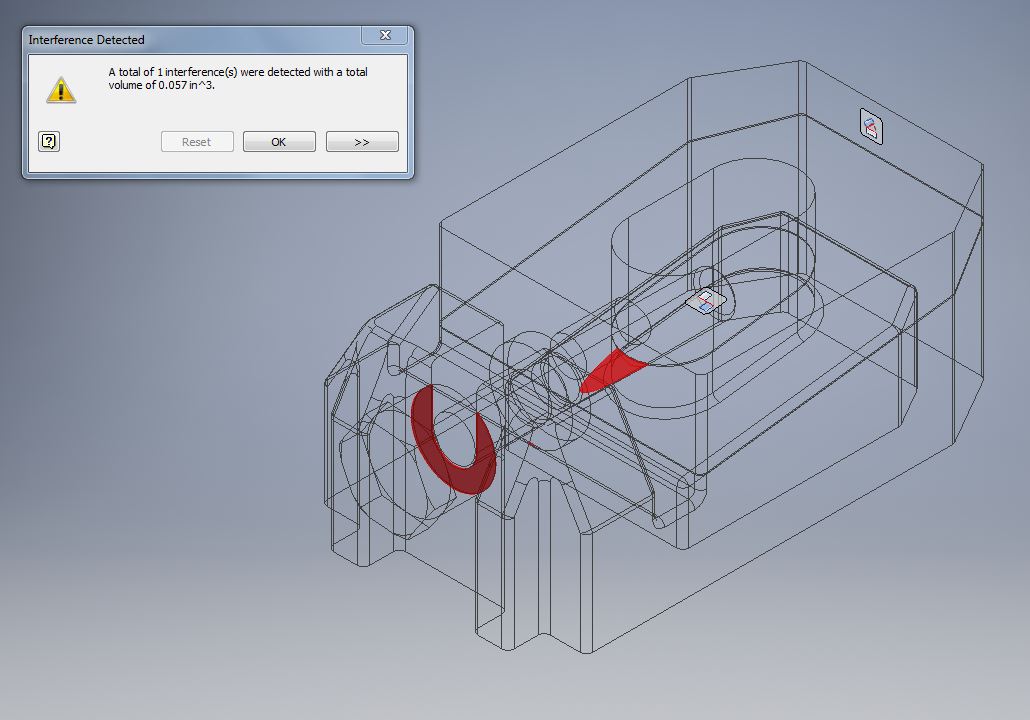 Interference Detected
A total of 1 interference(s) were detected with a total
volume of 0.057 in^3.
?
Reset
OK
>>